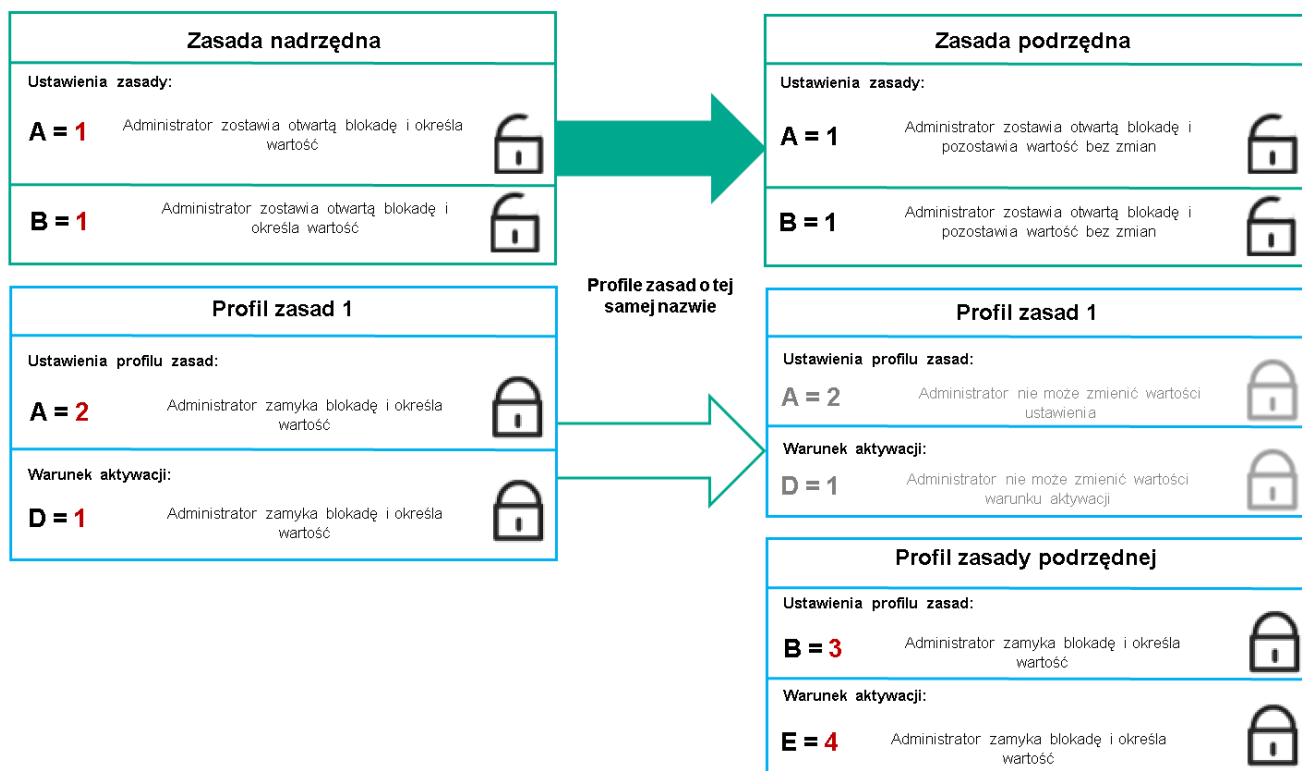 Zasada nadrzędna
Ustawienia zasady:
A = 1
Administrator zostawia otwartą blokadę i określa
wartość
B = 1
Administrator zostawia otwartą blokadę i
określa wartość
Zasada podrzędna
Ustawienia zasady:
A = 1
Administrator zostawia otwartą blokadę i
pozostawia wartość bez zmian
B = 1
Administrator zostawia otwartą blokadę i
pozostawia wartość bez zmian
Profile zasad o tej
samej nazwie
Profil zasad 1
Ustawienia profilu zasad:
A = 2
Administrator zamyka blokadę i określa
wartość
Warunek aktywacji:
D = 1
Administrator zamyka blokadę i określa
wartość
Profil zasad 1
Ustawienia profilu zasad:
A = 2
Administrator nie może zmienić wartości
ustawienia
Warunek aktywacji:
D = 1
Administrator nie może zmienić wartości
warunku aktywacji
Profil zasady podrzędnej
Ustawienia profilu zasad:
B = 3
Administrator zamyka blokadę i określa
wartość
Warunek aktywacji:
E = 4
Administrator zamyka blokadę i określa
wartość